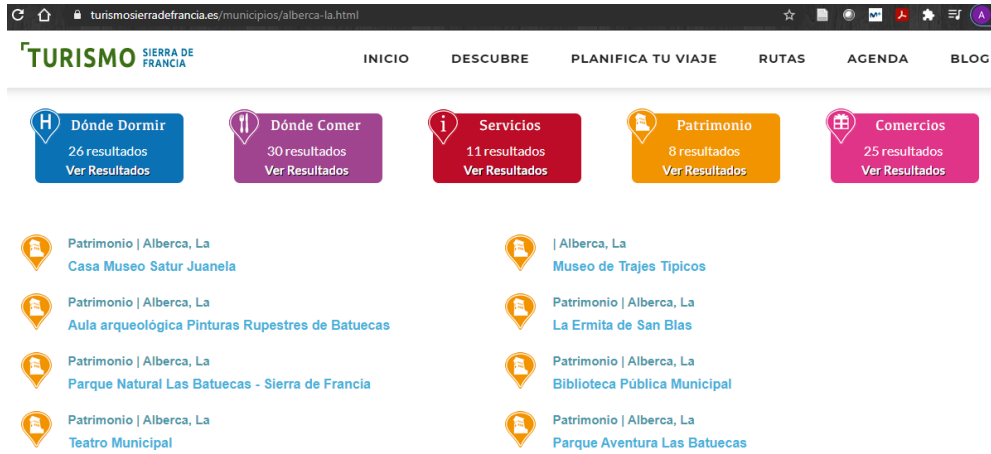 turismosierradefrancia.es/municipios/alberca-la.html
A
TURISMO SIERRA DE FRANCIA
INICIO DESCUBRE PLANIFICA TU VIAJE RUTAS AGENDA BLOG
H Dónde Dormir
26 resultados
Ver Resultados
Dónde Comer
30 resultados
Ver Resultados
i Servicios
11 resultados
Ver Resultados
Patrimonio
8 resultados
Ver Resultados
Comercios
25 resultados
Ver Resultados
Patrimonio | Alberca, La
Casa Museo Satur Juanela
| Alberca, La
Museo de Trajes Tipicos
Patrimonio | Alberca, La
Aula arqueológica Pinturas Rupestres de Batuecas
Patrimonio | Alberca, La
La Ermita de San Blas
Patrimonio | Alberca, La
Parque Natural Las Batuecas - Sierra de Francia
Patrimonio | Alberca, La
Biblioteca Pública Municipal
Patrimonio | Alberca, La
Teatro Municipal
Patrimonio | Alberca, La
Parque Aventura Las Batuecas